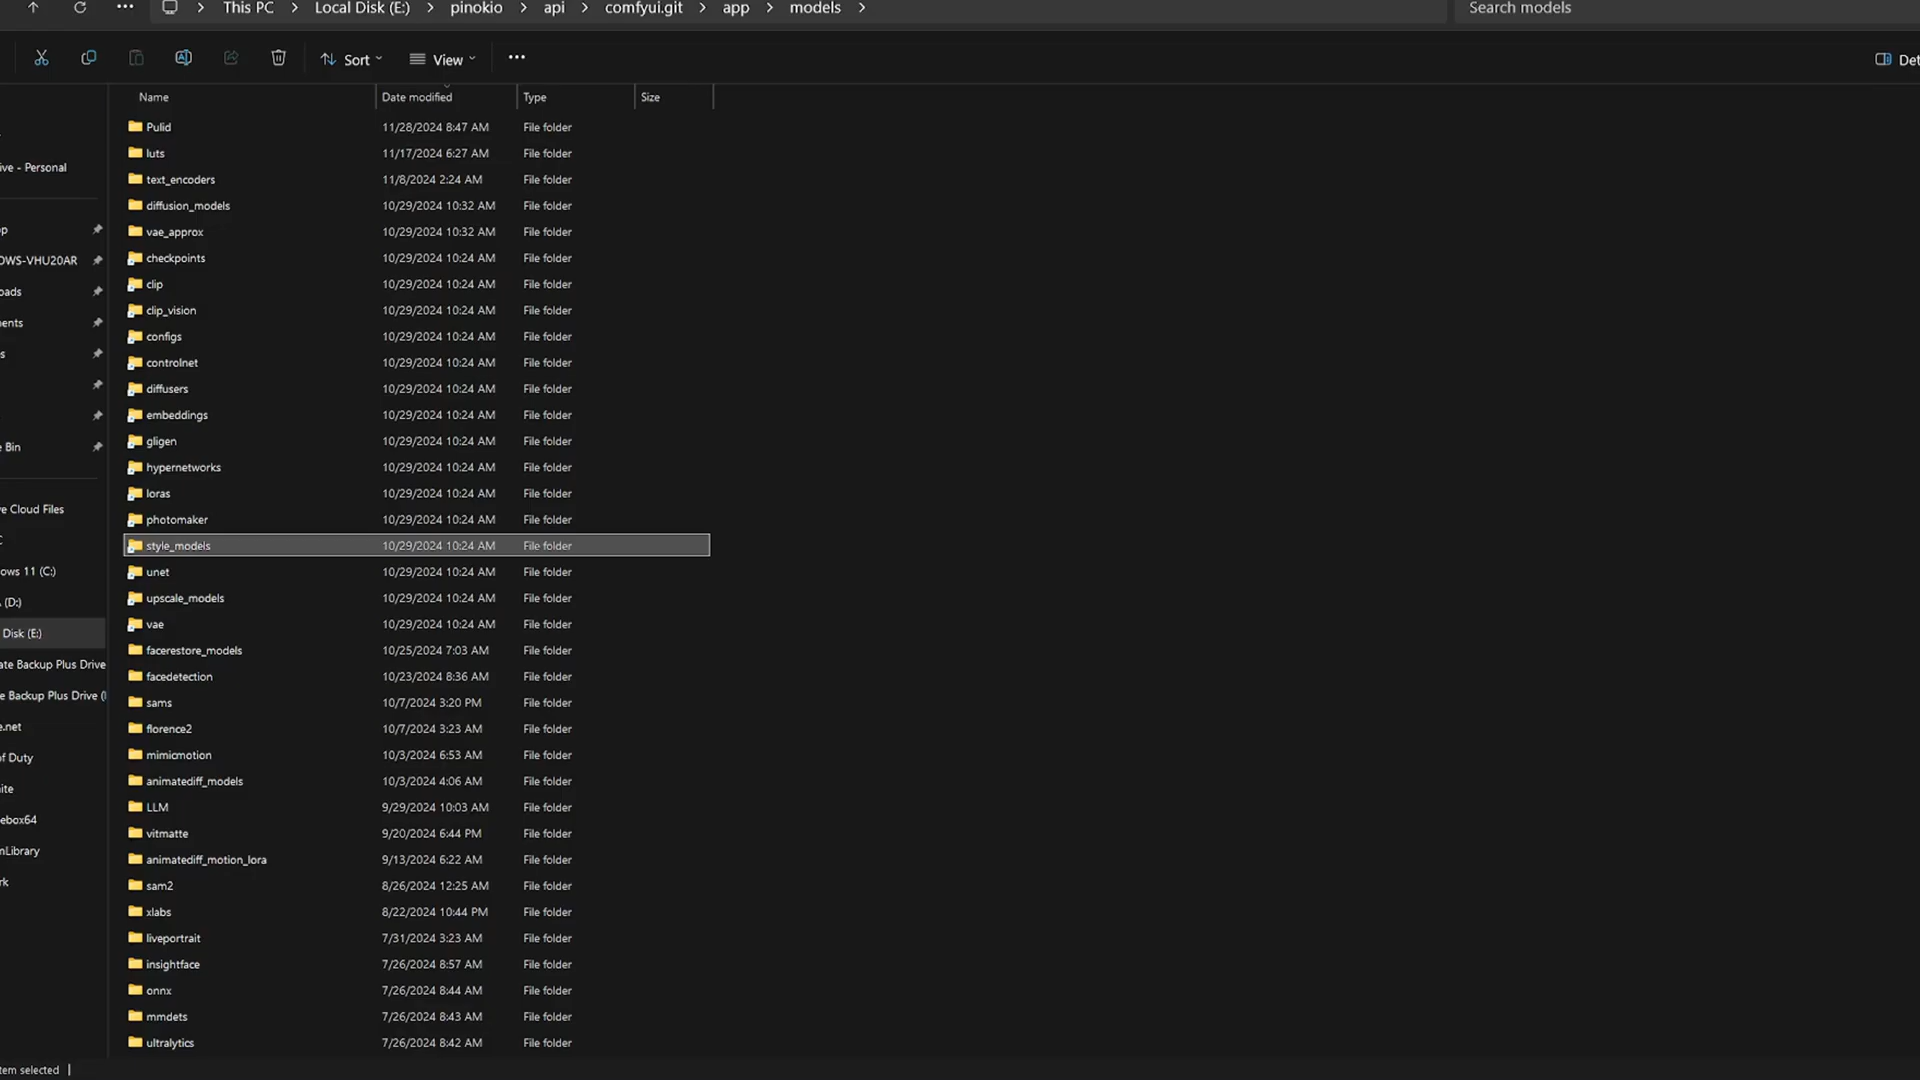 This PC > Local Disk (E:) > pinokio > api > comfyui.git > app > models >
Search models
Sort
View
Det
Name Date modified Type Size
Pulid 11/28/2024 8:47 AM File folder
luts 11/17/2024 6:27 AM File folder
text_encoders 11/8/2024 2:24 AM File folder
diffusion_models 10/29/2024 10:32 AM File folder
vae_approx 10/29/2024 10:32 AM File folder
checkpoints 10/29/2024 10:24 AM File folder
clip 10/29/2024 10:24 AM File folder
clip_vision 10/29/2024 10:24 AM File folder
configs 10/29/2024 10:24 AM File folder
controlnet 10/29/2024 10:24 AM File folder
diffusers 10/29/2024 10:24 AM File folder
embeddings 10/29/2024 10:24 AM File folder
gligen 10/29/2024 10:24 AM File folder
hypernetworks 10/29/2024 10:24 AM File folder
loras 10/29/2024 10:24 AM File folder
photomaker 10/29/2024 10:24 AM File folder
style_models 10/29/2024 10:24 AM File folder
unet 10/29/2024 10:24 AM File folder
upscale_models 10/29/2024 10:24 AM File folder
vae 10/29/2024 10:24 AM File folder
facerestore_models 10/25/2024 7:03 AM File folder
facedetection 10/23/2024 8:36 AM File folder
sams 10/7/2024 3:20 PM File folder
florence2 10/7/2024 3:23 AM File folder
mimicmotion 10/3/2024 6:53 AM File folder
animatediff_models 10/3/2024 4:06 AM File folder
LLM 9/29/2024 10:03 AM File folder
vitmatte 9/20/2024 6:44 PM File folder
animatediff_motion_lora 9/13/2024 6:22 AM File folder
sam2 8/26/2024 12:25 AM File folder
xlabs 8/22/2024 10:44 PM File folder
liveportrait 7/31/2024 3:23 AM File folder
insightface 7/26/2024 8:57 AM File folder
onnx 7/26/2024 8:44 AM File folder
mmdets 7/26/2024 8:43 AM File folder
ultralytics 7/26/2024 8:42 AM File folder
ive - Personal
op
OWS-VHU20AR
oads
ents
s
e Bin
e Cloud Files
C
ows 11 (C:)
(D:)
Disk (E:)
ate Backup Plus Drive
e Backup Plus Drive (
e.net
of Duty
ite
ebox64
mLibrary
rk
tem selected